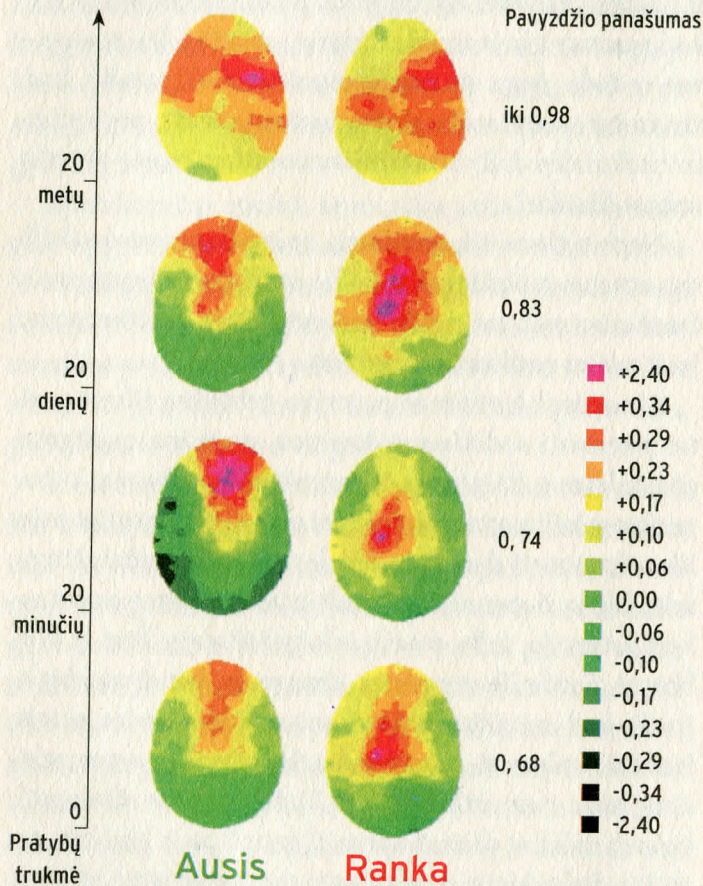 Pavyzdžio panašumas
iki 0,98
20
metų
0,83
20
dienų
+2,40
+0,34
+0,29
+0,23
+0,17
+0,10
+0,06
0,00
-0,06
-0,10
-0,17
-0,23
-0,29
-0,34
-2,40
0, 74
20
minučių
0, 68
0
Pratybų
trukmė
Ausis
Ranka